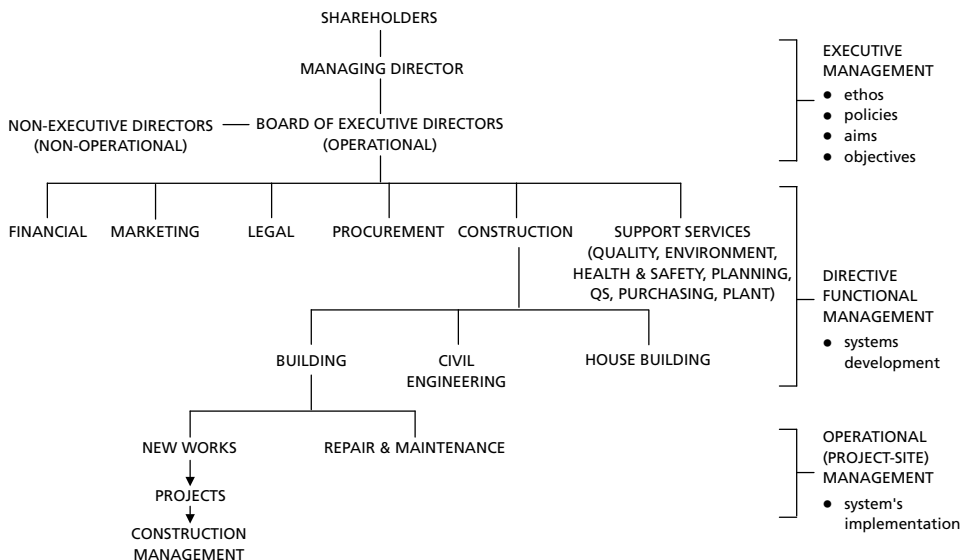 SHAREHOLDERS
MANAGING DIRECTOR
NON-EXECUTIVE DIRECTORS
(NON-OPERATIONAL)
BOARD OF EXECUTIVE DIRECTORS
(OPERATIONAL)
EXECUTIVE
MANAGEMENT
● ethos
● policies
● aims
● objectives
FINANCIAL
MARKETING
LEGAL
PROCUREMENT
CONSTRUCTION
SUPPORT SERVICES
(QUALITY, ENVIRONMENT,
HEALTH & SAFETY, PLANNING,
QS, PURCHASING, PLANT)
DIRECTIVE
FUNCTIONAL
MANAGEMENT
● systems
development
BUILDING
CIVIL
ENGINEERING
HOUSE BUILDING
NEW WORKS
REPAIR & MAINTENANCE
PROJECTS
CONSTRUCTION
MANAGEMENT
OPERATIONAL
(PROJECT-SITE)
MANAGEMENT
● system's
implementation